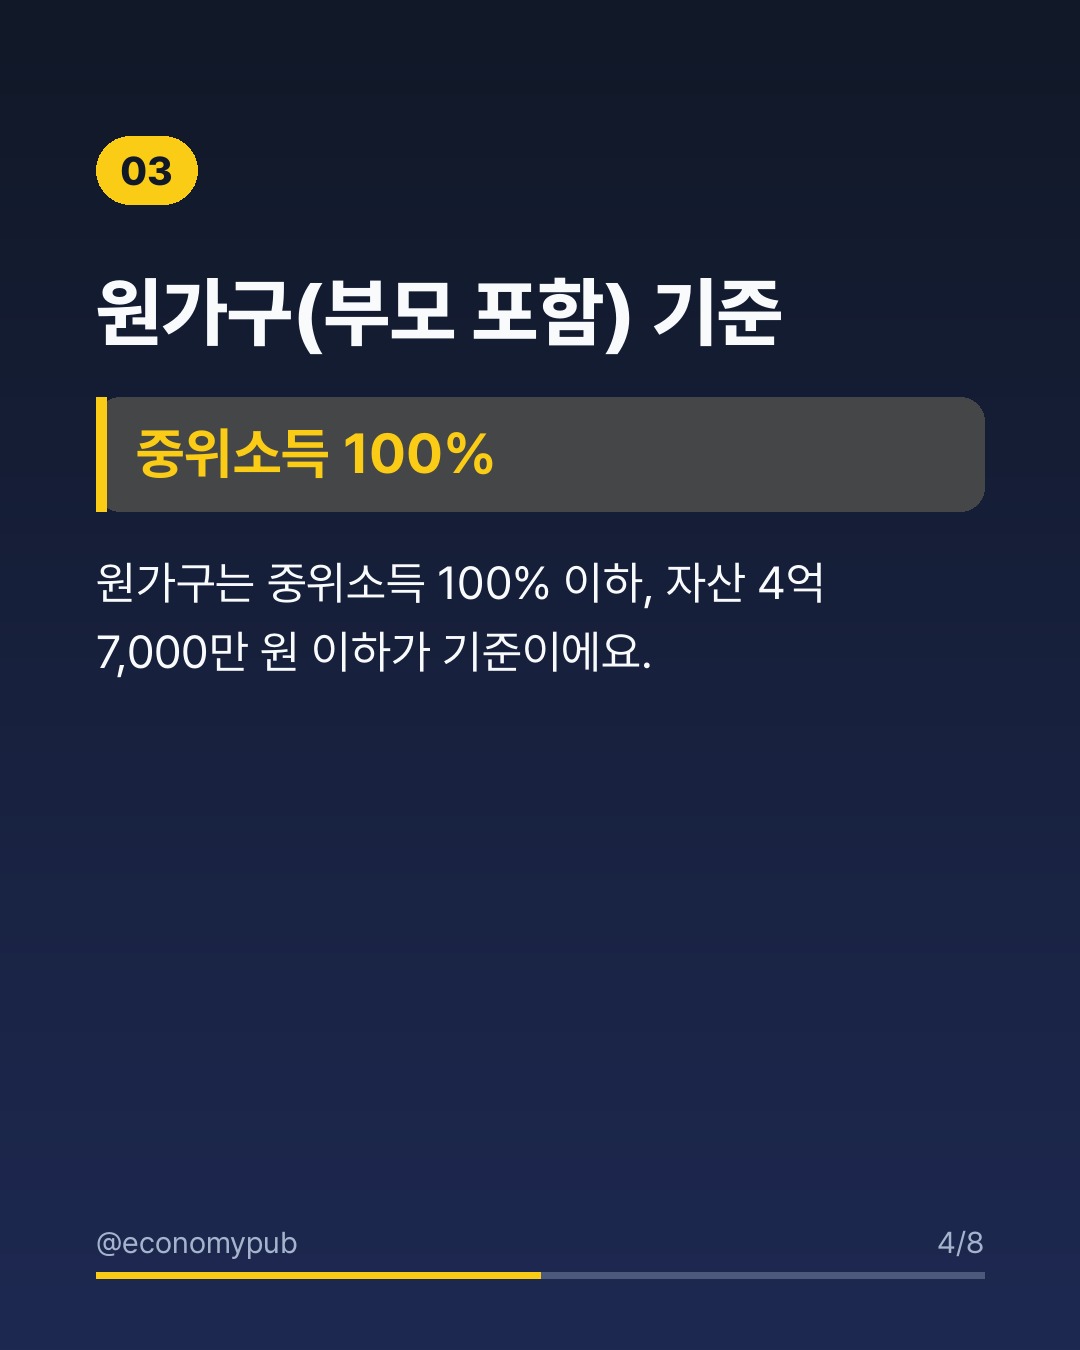 03
원가구(부모 포함) 기준
중위소득 100%
원가구는 중위소득 100% 이하, 자산 4억
7,000만 원 이하가 기준이에요.
@economypub
4/8